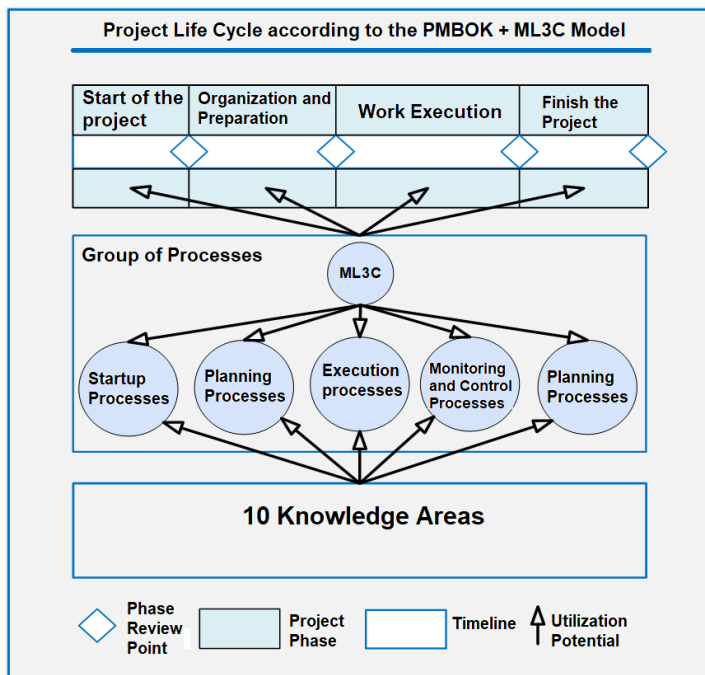 Project Life Cycle according to the PMBOK + ML3C Model
Start of the
project
Organization and
Preparation
Work Execution
Finish the
Project
Group of Processes
ML3C
Startup
Processes
Planning
Processes
Execution
processes
Monitoring
and Control
Processes
Planning
Processes
10 Knowledge Areas
Phase
Review
Point
Project
Phase
Timeline
Utilization
Potential